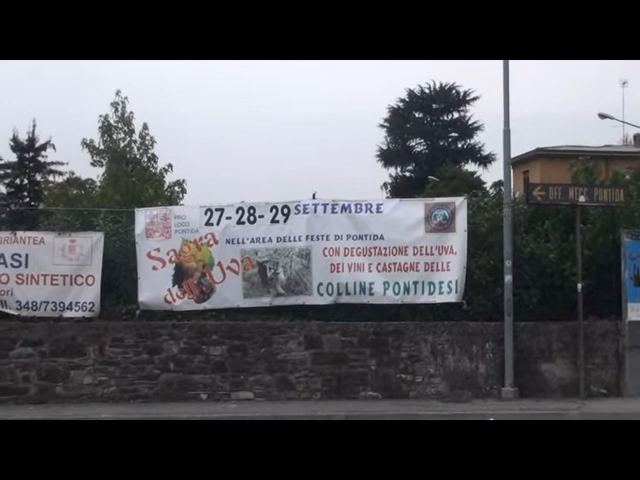 PRO
LOCO
PONTIDA
27-28-29 SETTEMBRE
NELL'AREA DELLE FESTE DI PONTIDA
Sagra
dell'Uva
CON DEGUSTAZIONE DELL'UVA,
DEI VINI E CASTAGNE DELLE
COLLINE PONTIDESI
BRIANTEA
ASI
O SINTETICO
348/7394562
OFF. MECC. PONTIDA